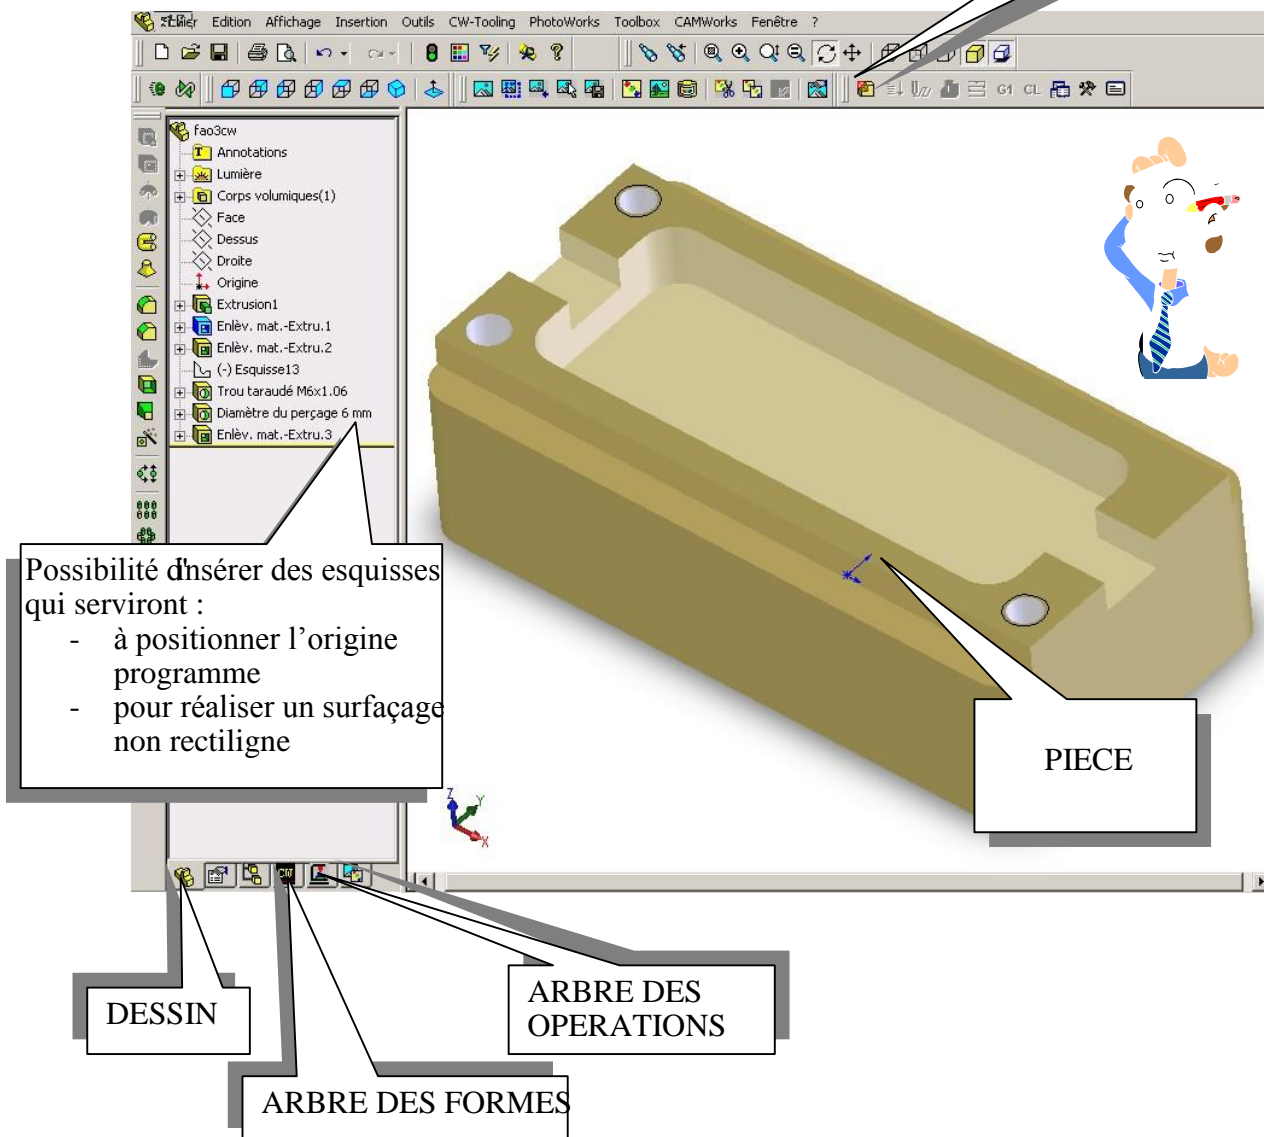 Fichier Edition Affichage Insertion Outils CW-Tooling PhotoWorks Toolbox CAMWorks Fenêtre ?
G1 CL
fao3cw
Annotations
Lumière
Corps volumiques(1)
Face
Dessus
Droite
Origine
Extrusion1
Enlèv. mat.-Extru.1
Enlèv. mat.-Extru.2
(-) Esquisse13
Trou taraudé M6x1.06
Diamètre du perçage 6 mm
Enlèv. mat.-Extru.3
Possibilité d'insérer des esquisses
qui serviront :
- à positionner l’origine
programme
- pour réaliser un surfaçage
non rectiligne
PIECE
Z
Y
X
CW
DESSIN
ARBRE DES
OPERATIONS
ARBRE DES FORMES